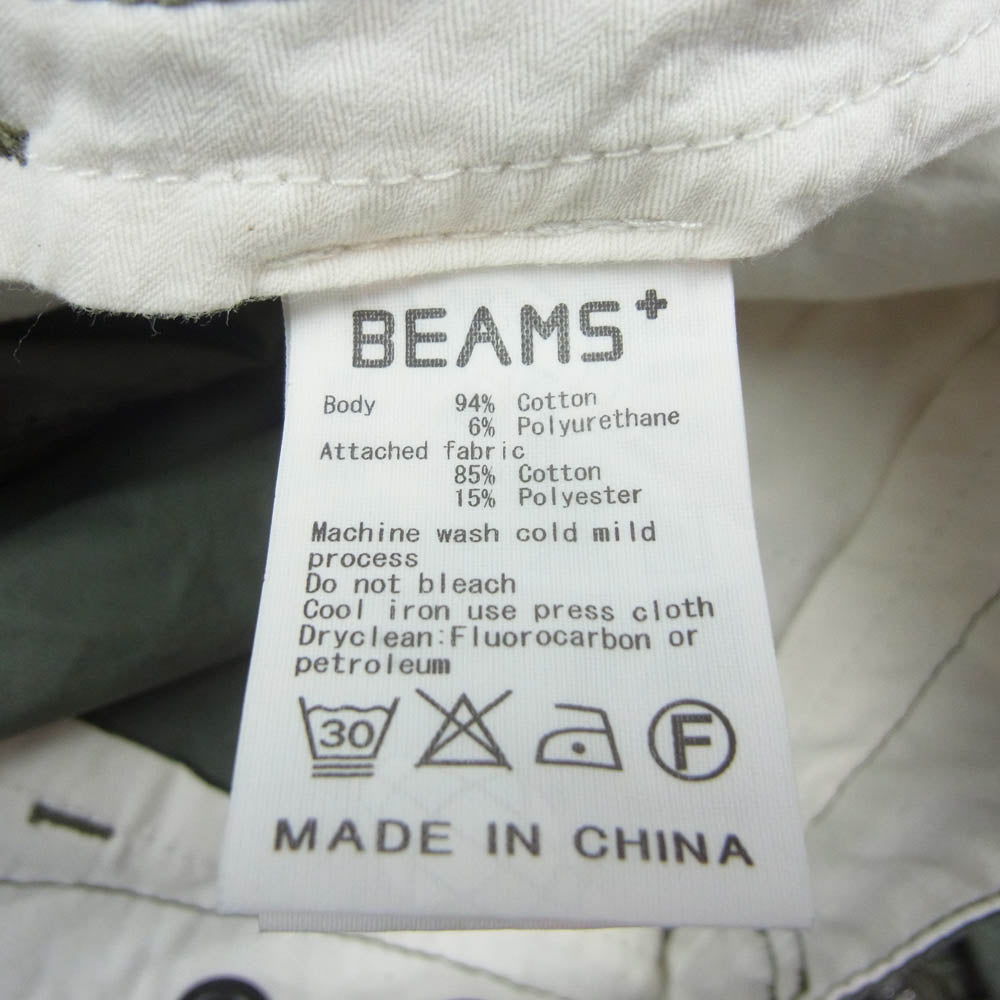 BEAMS+
Body 94% Cotton
6% Polyurethane
Attached fabric
85% Cotton
15% Polyester
Machine wash cold mild
process
Do not bleach
Cool iron use press cloth
Dryclean:Fluorocarbon or
petroleum
30 F
MADE IN CHINA